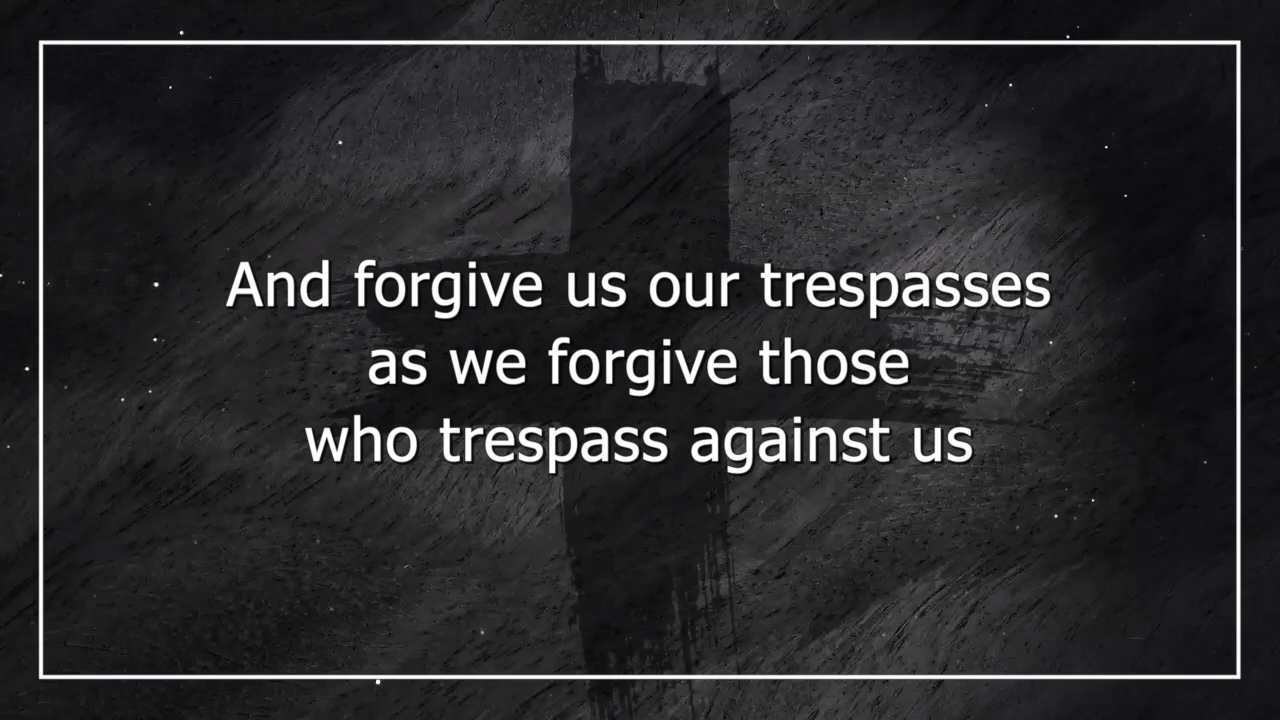 And forgive us our trespasses
as we forgive those
who trespass against us